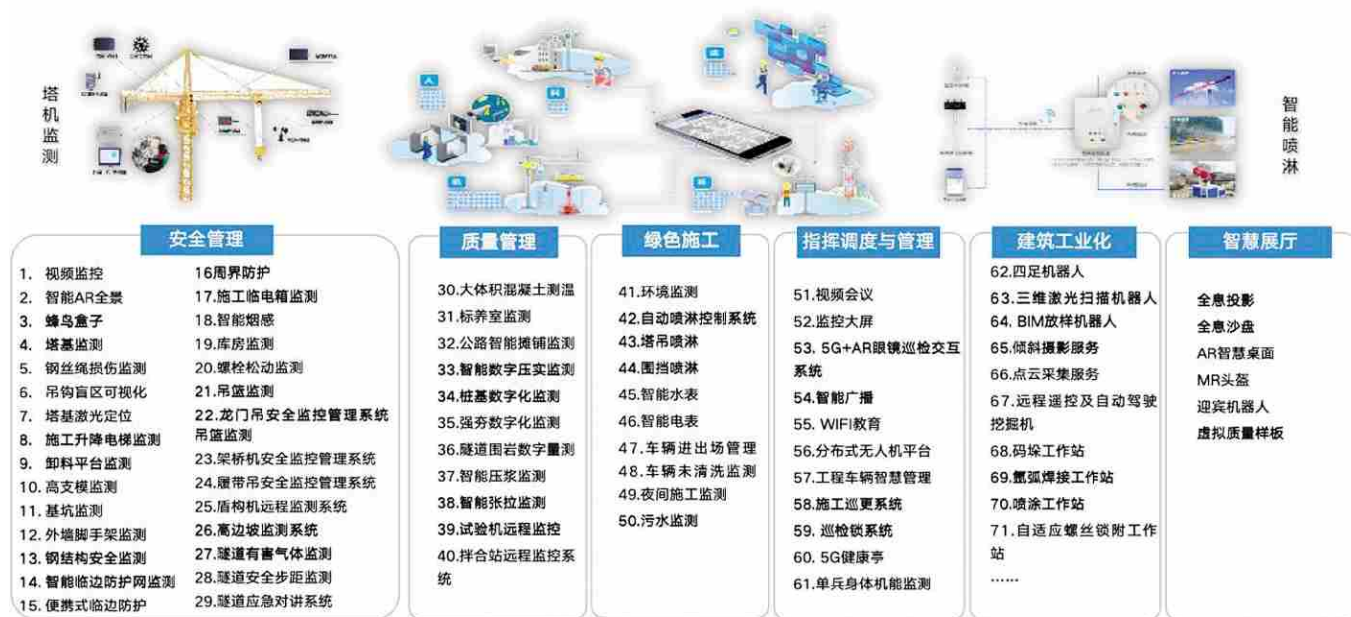 塔机监测
人
料
法
机
环
智能喷淋
安全管理
1. 视频监控
2. 智能AR全景
3. 蜂鸟盒子
4. 塔基监测
5. 钢丝绳损伤监测
6. 吊钩盲区可视化
7. 塔基激光定位
8. 施工升降电梯监测
9. 卸料平台监测
10. 高支模监测
11. 基坑监测
12. 外墙脚手架监测
13. 钢结构安全监测
14. 智能临边防护网监测
15. 便携式临边防护
16周界防护
17.施工临电箱监测
18.智能烟感
19.库房监测
20.螺栓松动监测
21.吊篮监测
22.龙门吊安全监控管理系统
吊篮监测
23.架桥机安全监控管理系统
24.履带吊安全监控管理系统
25.盾构机远程监测系统
26.高边坡监测系统
27.隧道有害气体监测
28.隧道安全步距监测
29.隧道应急对讲系统
质量管理
30.大体积混凝土测温
31.标养室监测
32.公路智能摊铺监测
33.智能数字压实监测
34.桩基数字化监测
35.强夯数字化监测
36.隧道围岩数字量测
37.智能压浆监测
38.智能张拉监测
39.试验机远程监控
40.拌合站远程监控系
统
绿色施工
41.环境监测
42.自动喷淋控制系统
43.塔吊喷淋
44.围挡喷淋
45.智能水表
46.智能电表
47.车辆进出场管理
48.车辆未清洗监测
49.夜间施工监测
50.污水监测
指挥调度与管理
51.视频会议
52.监控大屏
53. 5G+AR眼镜巡检交互
系统
54.智能广播
55. WIFI教育
56.分布式无人机平台
57.工程车辆智慧管理
58.施工巡更系统
59. 巡检锁系统
60. 5G健康亭
61.单兵身体机能监测
建筑工业化
62.四足机器人
63.三维激光扫描机器人
64. BIM放样机器人
65.倾斜摄影服务
66.点云采集服务
67.远程遥控及自动驾驶
挖掘机
68.码垛工作站
69.氩弧焊接工作站
70.喷涂工作站
71.自适应螺丝锁附工作
站
……
智慧展厅
全息投影
全息沙盘
AR智慧桌面
MR头盔
迎宾机器人
虚拟质量样板